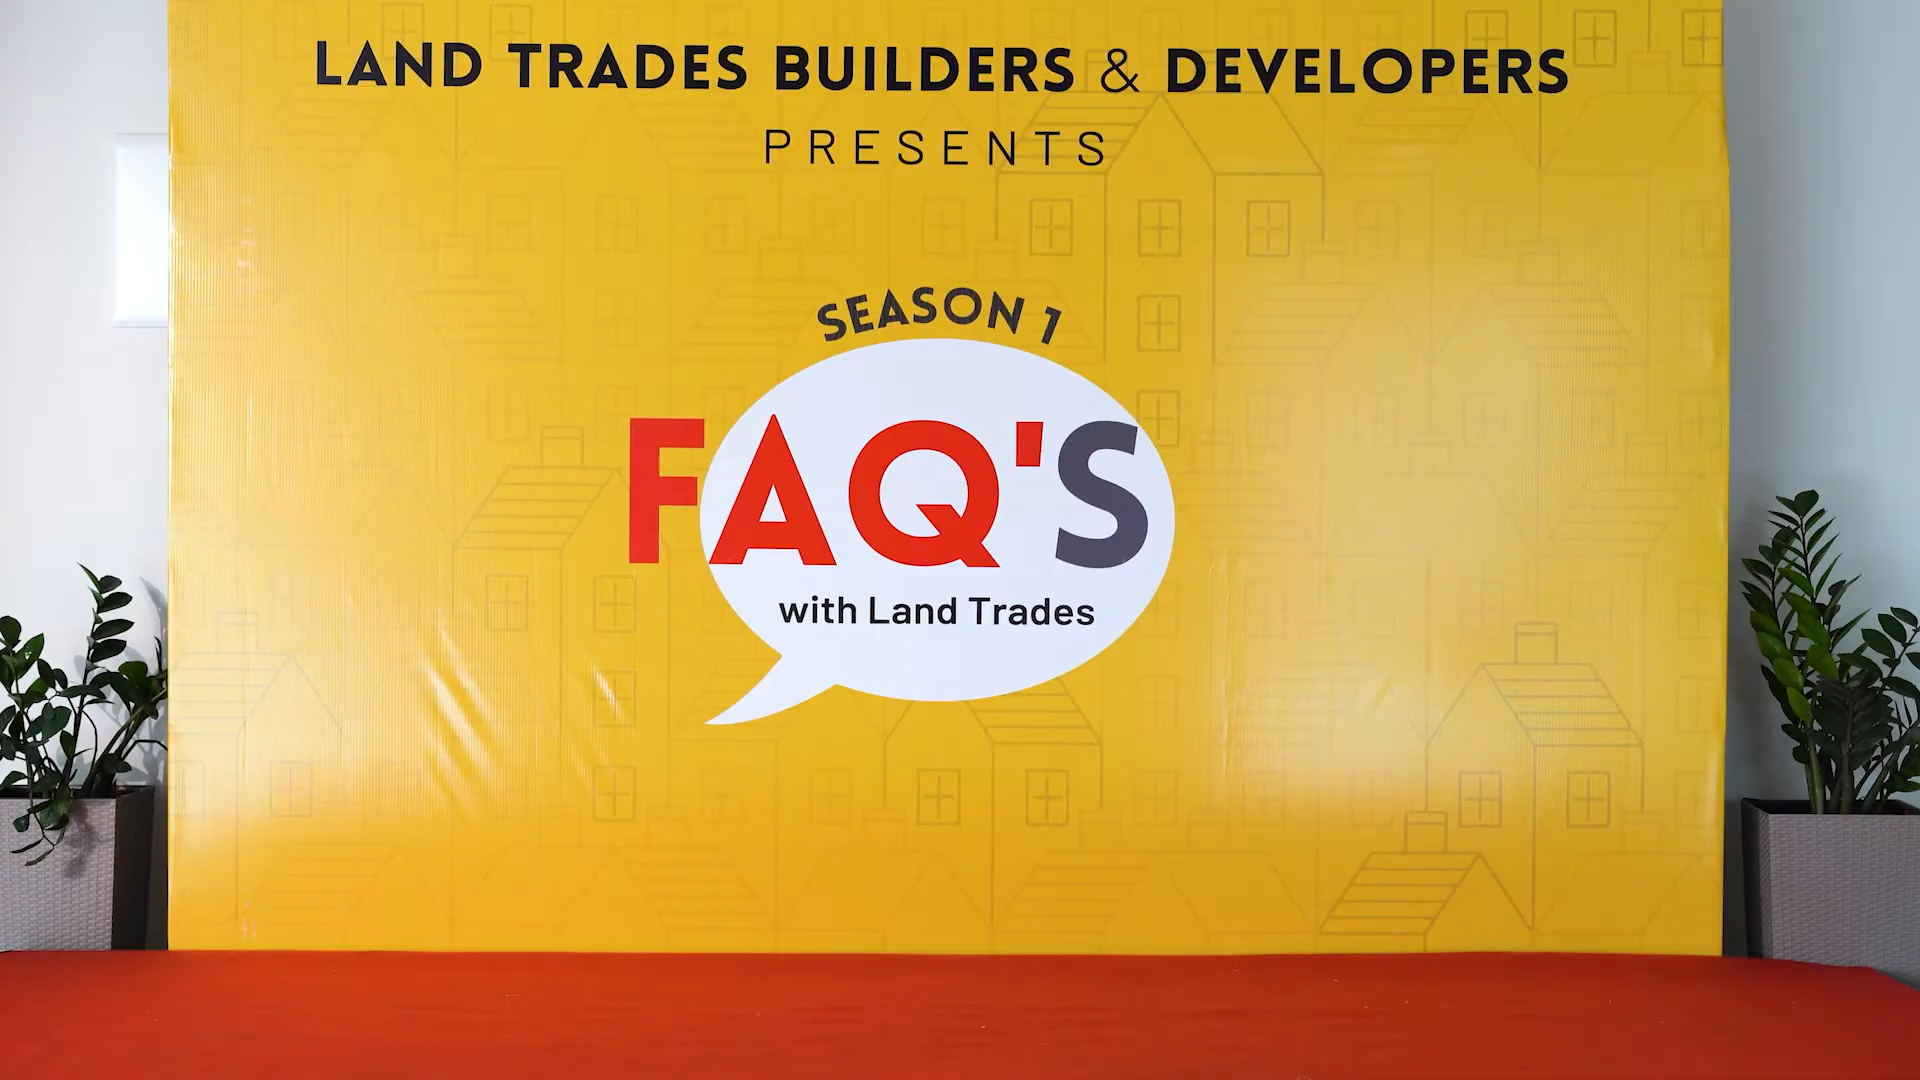 LAND TRADES BUILDERS & DEVELOPERS
PRESENTS
SEASON 1
FAQ'S
with Land Trades